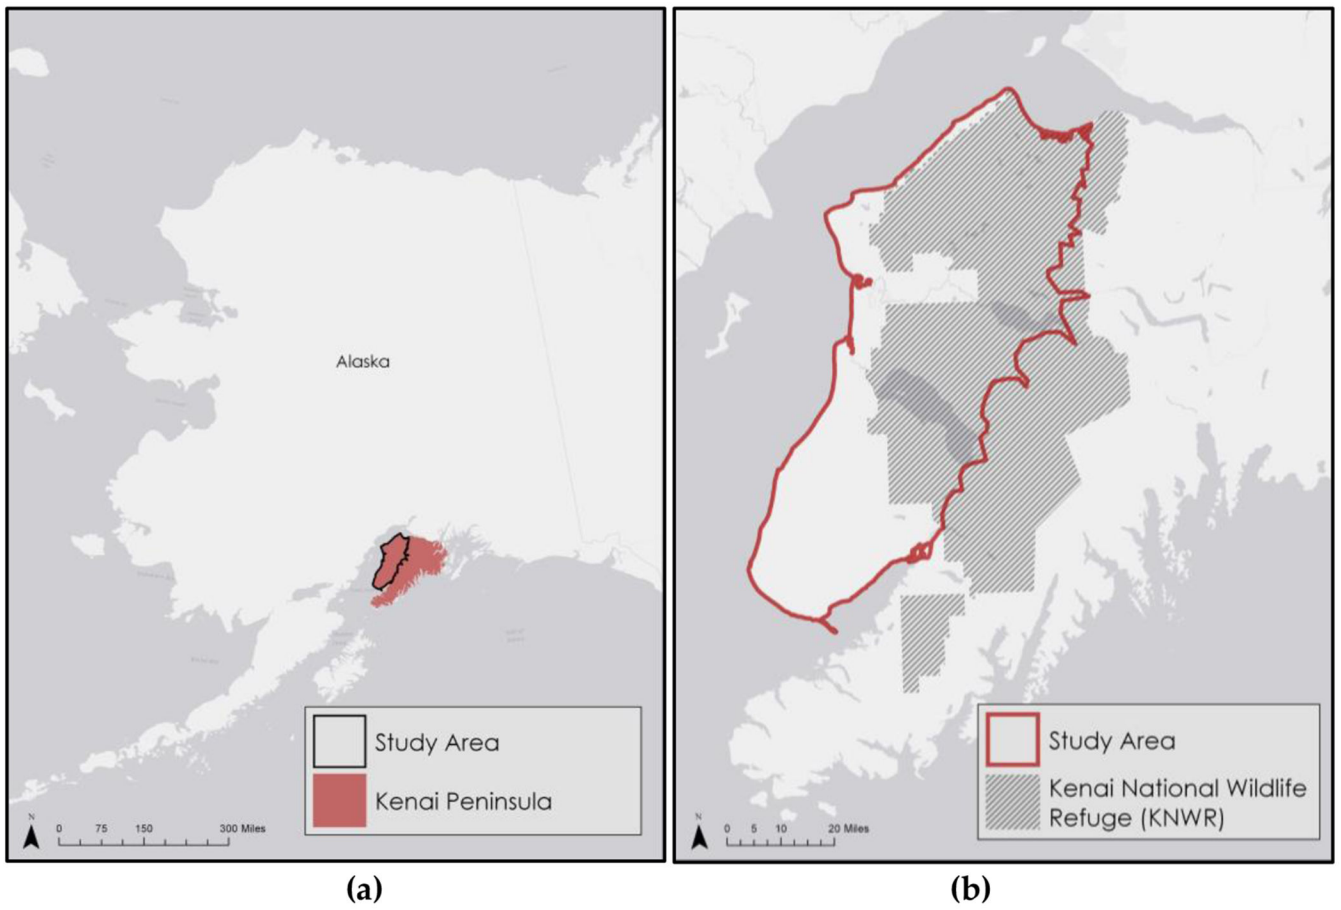 Alaska
Study Area
Kenai Peninsula
N
0 75 150 300 Miles
(a)
Study Area
Kenai National Wildlife
Refuge (KNWR)
N
0 5 10 20 Miles
(b)